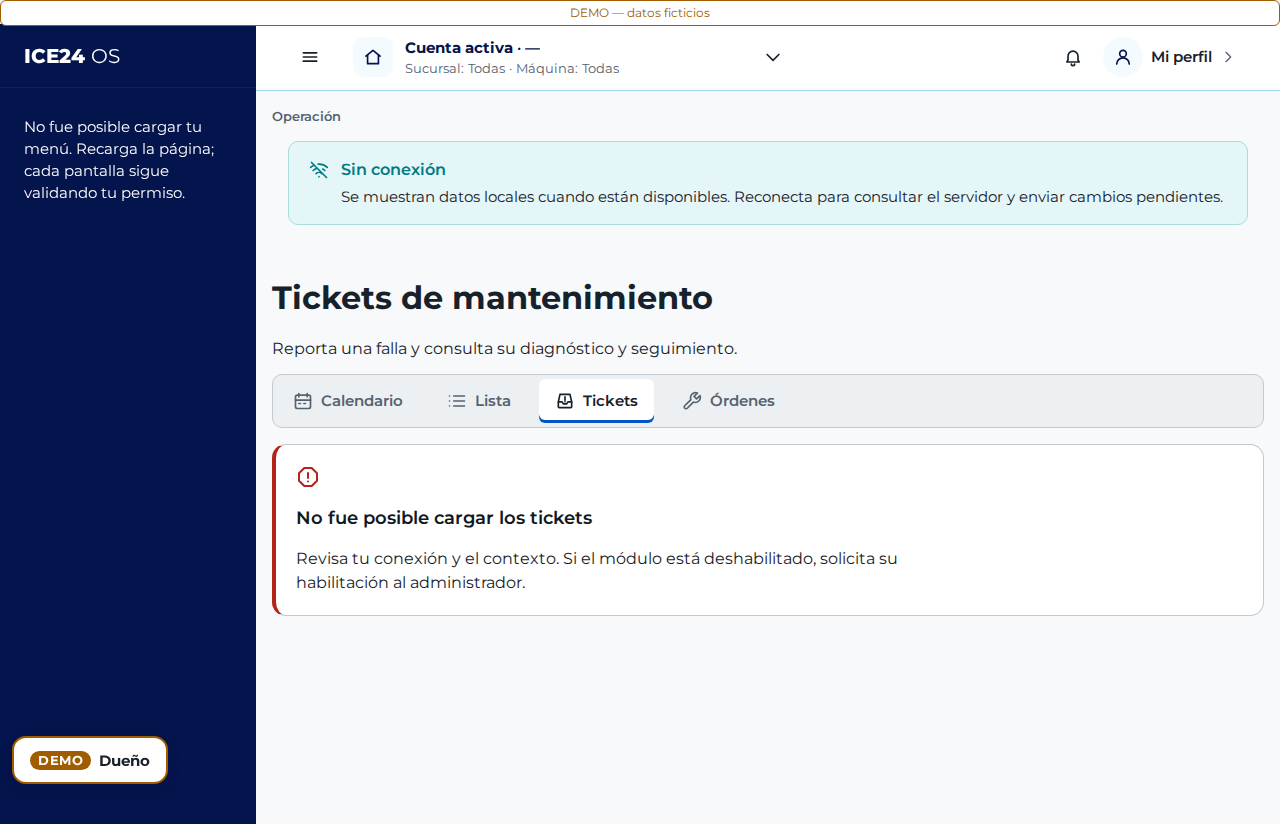 DEMO — datos ficticios
ICE24 OS
Cuenta activa · —
Sucursal: Todas · Máquina: Todas
Mi perfil
No fue posible cargar tu
menú. Recarga la página;
cada pantalla sigue
validando tu permiso.
Operación
Sin conexión
Se muestran datos locales cuando están disponibles. Reconecta para consultar el servidor y enviar cambios pendientes.
Tickets de mantenimiento
Reporta una falla y consulta su diagnóstico y seguimiento.
Calendario
Lista
Tickets
Órdenes
No fue posible cargar los tickets
Revisa tu conexión y el contexto. Si el módulo está deshabilitado, solicita su
habilitación al administrador.
DEMO Dueño